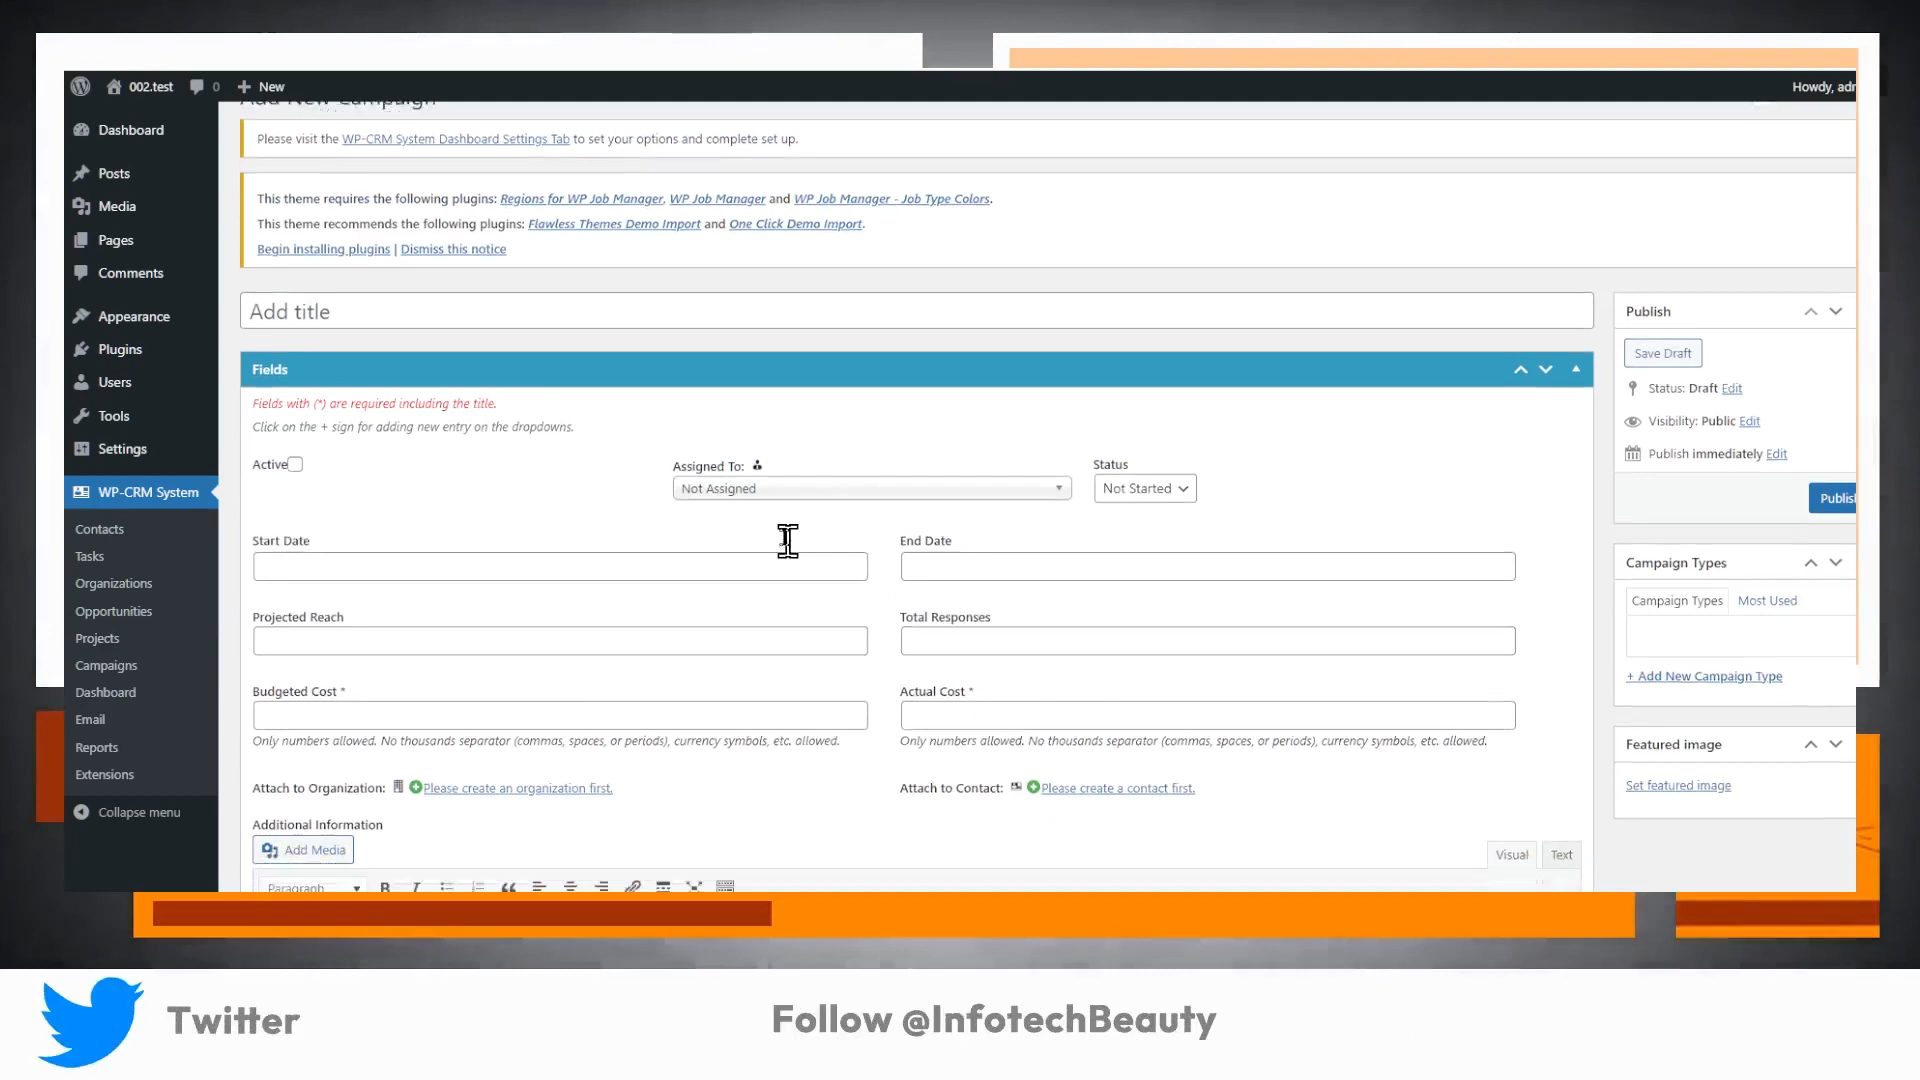 002.test 0 New Howdy, adr
Add New Campaign
Dashboard
Posts
Media
Pages
Comments
Appearance
Plugins
Users
Tools
Settings
WP-CRM System
Contacts
Tasks
Organizations
Opportunities
Projects
Campaigns
Dashboard
Email
Reports
Extensions
Collapse menu
Please visit the WP-CRM System Dashboard Settings Tab to set your options and complete set up.
This theme requires the following plugins: Regions for WP Job Manager, WP Job Manager and WP Job Manager - Job Type Colors.
This theme recommends the following plugins: Flawless Themes Demo Import and One Click Demo Import.
Begin installing plugins | Dismiss this notice
Add title
Fields
Fields with (*) are required including the title.
Click on the + sign for adding new entry on the dropdowns.
Active Assigned To: Status
Not Assigned Not Started
Start Date End Date
Projected Reach Total Responses
Budgeted Cost * Actual Cost *
Only numbers allowed. No thousands separator (commas, spaces, or periods), currency symbols, etc. allowed. Only numbers allowed. No thousands separator (commas, spaces, or periods), currency symbols, etc. allowed.
Attach to Organization: Please create an organization first. Attach to Contact: Please create a contact first.
Additional Information
Add Media
Visual Text
Paragraph B I
Publish
Save Draft
Status: Draft Edit
Visibility: Public Edit
Publish immediately Edit
Publish
Campaign Types
Campaign Types Most Used
+ Add New Campaign Type
Featured image
Set featured image
Twitter Follow @InfotechBeauty